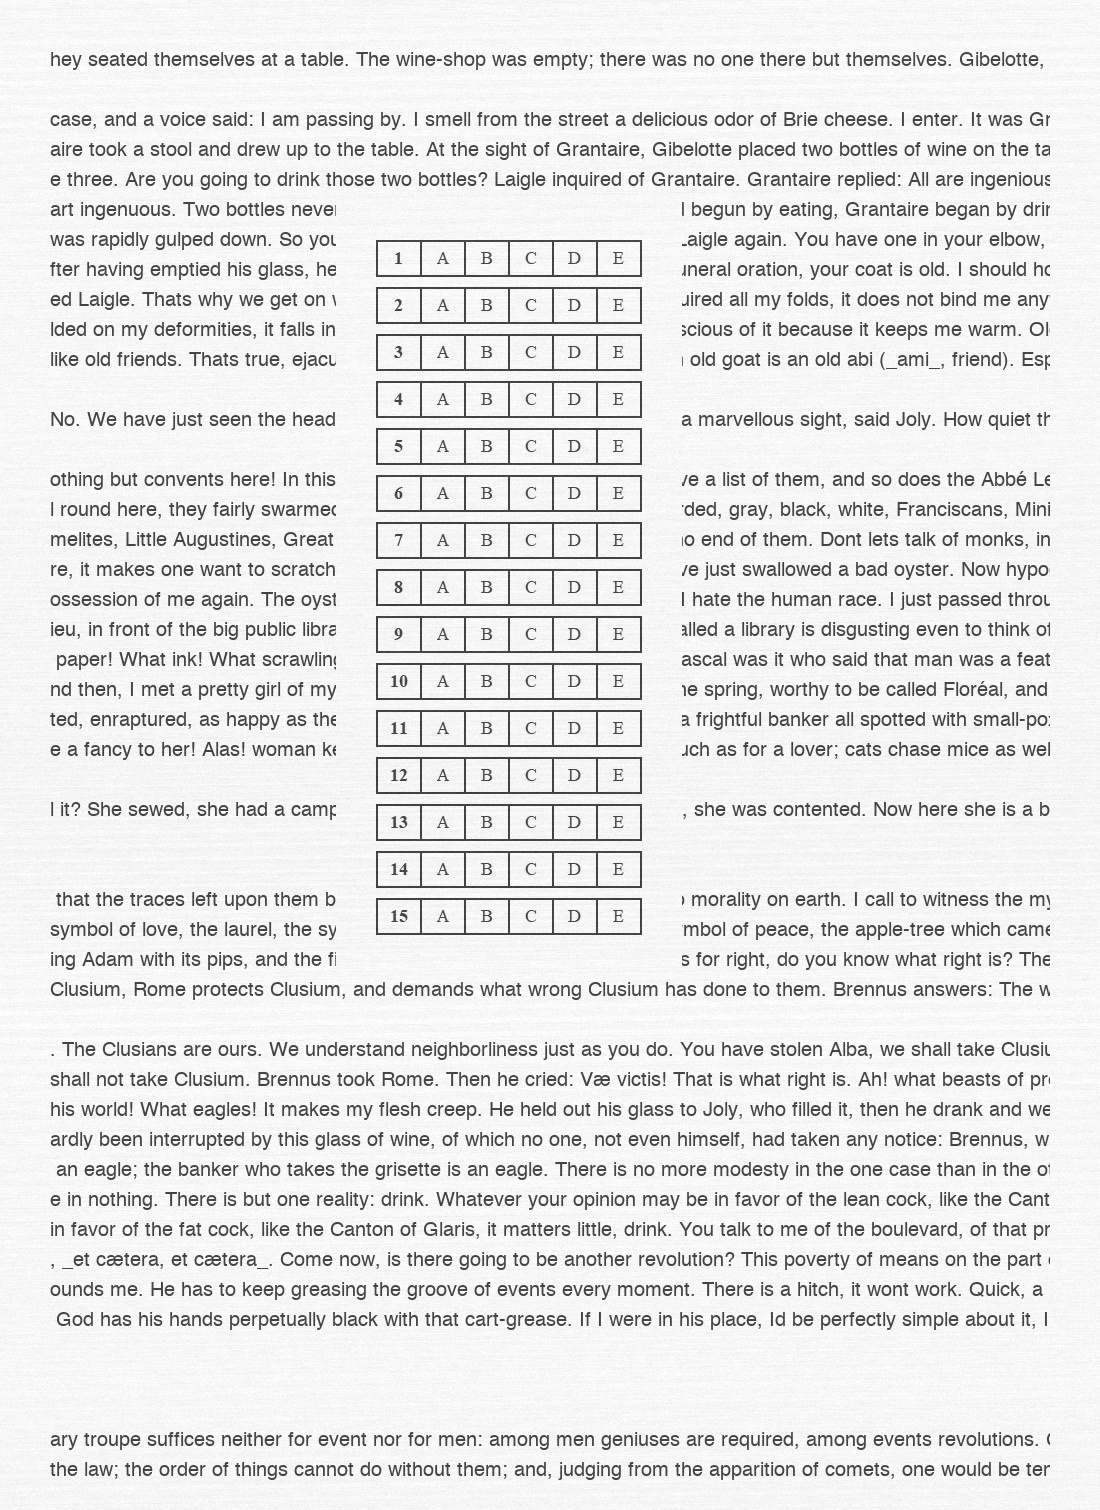 hey seated themselves at a table. The wine-shop was empty; there was no one there but themselves. Gibelotte,
case, and a voice said: I am passing by. I smell from the street a delicious odor of Brie cheese. I enter. It was Gr
aire took a stool and drew up to the table. At the sight of Grantaire, Gibelotte placed two bottles of wine on the ta
e three. Are you going to drink those two bottles? Laigle inquired of Grantaire. Grantaire replied: All are ingenious
art ingenuous. Two bottles never begun by eating, Grantaire began by drin
was rapidly gulped down. So you Laigle again. You have one in your elbow,
fter having emptied his glass, he uneral oration, your coat is old. I should ho
ed Laigle. Thats why we get on uired all my folds, it does not bind me any
lded on my deformities, it falls in scious of it because it keeps me warm. Ol
like old friends. Thats true, ejacu old goat is an old abi (_ami_, friend). Esp
No. We have just seen the head a marvellous sight, said Joly. How quiet th
othing but convents here! In this ve a list of them, and so does the Abbé Le
l round here, they fairly swarmed rded, gray, black, white, Franciscans, Mini
melites, Little Augustines, Great no end of them. Dont lets talk of monks, in
re, it makes one want to scratch ve just swallowed a bad oyster. Now hypo
ossession of me again. The oyst I hate the human race. I just passed throu
ieu, in front of the big public libra alled a library is disgusting even to think of
paper! What ink! What scrawling ascal was it who said that man was a feat
nd then, I met a pretty girl of my he spring, worthy to be called Floréal, and
ted, enraptured, as happy as the a frightful banker all spotted with small-po
e a fancy to her! Alas! woman ke uch as for a lover; cats chase mice as wel
l it? She sewed, she had a camp , she was contented. Now here she is a b
that the traces left upon them b morality on earth. I call to witness the my
symbol of love, the laurel, the sy mbol of peace, the apple-tree which came
ing Adam with its pips, and the fi s for right, do you know what right is? The
Clusium, Rome protects Clusium, and demands what wrong Clusium has done to them. Brennus answers: The w
. The Clusians are ours. We understand neighborliness just as you do. You have stolen Alba, we shall take Clusiu
shall not take Clusium. Brennus took Rome. Then he cried: Væ victis! That is what right is. Ah! what beasts of pre
his world! What eagles! It makes my flesh creep. He held out his glass to Joly, who filled it, then he drank and we
ardly been interrupted by this glass of wine, of which no one, not even himself, had taken any notice: Brennus, w
an eagle; the banker who takes the grisette is an eagle. There is no more modesty in the one case than in the ot
e in nothing. There is but one reality: drink. Whatever your opinion may be in favor of the lean cock, like the Cant
in favor of the fat cock, like the Canton of Glaris, it matters little, drink. You talk to me of the boulevard, of that pr
, _et cætera, et cætera_. Come now, is there going to be another revolution? This poverty of means on the part
ounds me. He has to keep greasing the groove of events every moment. There is a hitch, it wont work. Quick, a
God has his hands perpetually black with that cart-grease. If I were in his place, Id be perfectly simple about it, I
ary troupe suffices neither for event nor for men: among men geniuses are required, among events revolutions.
the law; the order of things cannot do without them; and, judging from the apparition of comets, one would be ter
1 A B C D E
2 A B C D E
3 A B C D E
4 A B C D E
5 A B C D E
6 A B C D E
7 A B C D E
8 A B C D E
9 A B C D E
10 A B C D E
11 A B C D E
12 A B C D E
13 A B C D E
14 A B C D E
15 A B C D E